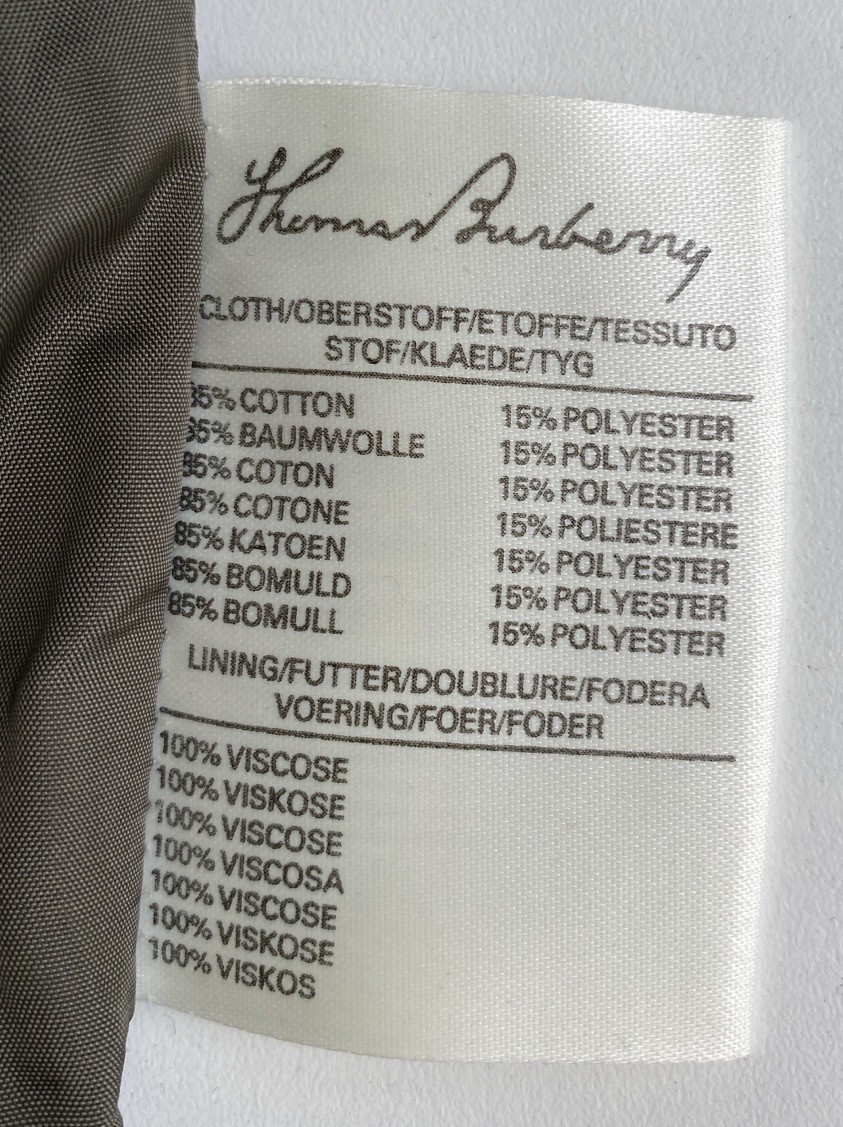 Thomas Burberry
CLOTH/OBERSTOFF/ETOFFE/TESSUTO
STOF/KLAEDE/TYG
85% COTTON 15% POLYESTER
85% BAUMWOLLE 15% POLYESTER
85% COTON 15% POLYESTER
85% COTONE 15% POLIESTERE
85% KATOEN 15% POLYESTER
85% BOMULD 15% POLYESTER
85% BOMULL 15% POLYESTER
LINING/FUTTER/DOUBLURE/FODERA
VOERING/FOER/FODER
100% VISCOSE
100% VISKOSE
100% VISCOSE
100% VISCOSA
100% VISCOSE
100% VISKOSE
100% VISKOS